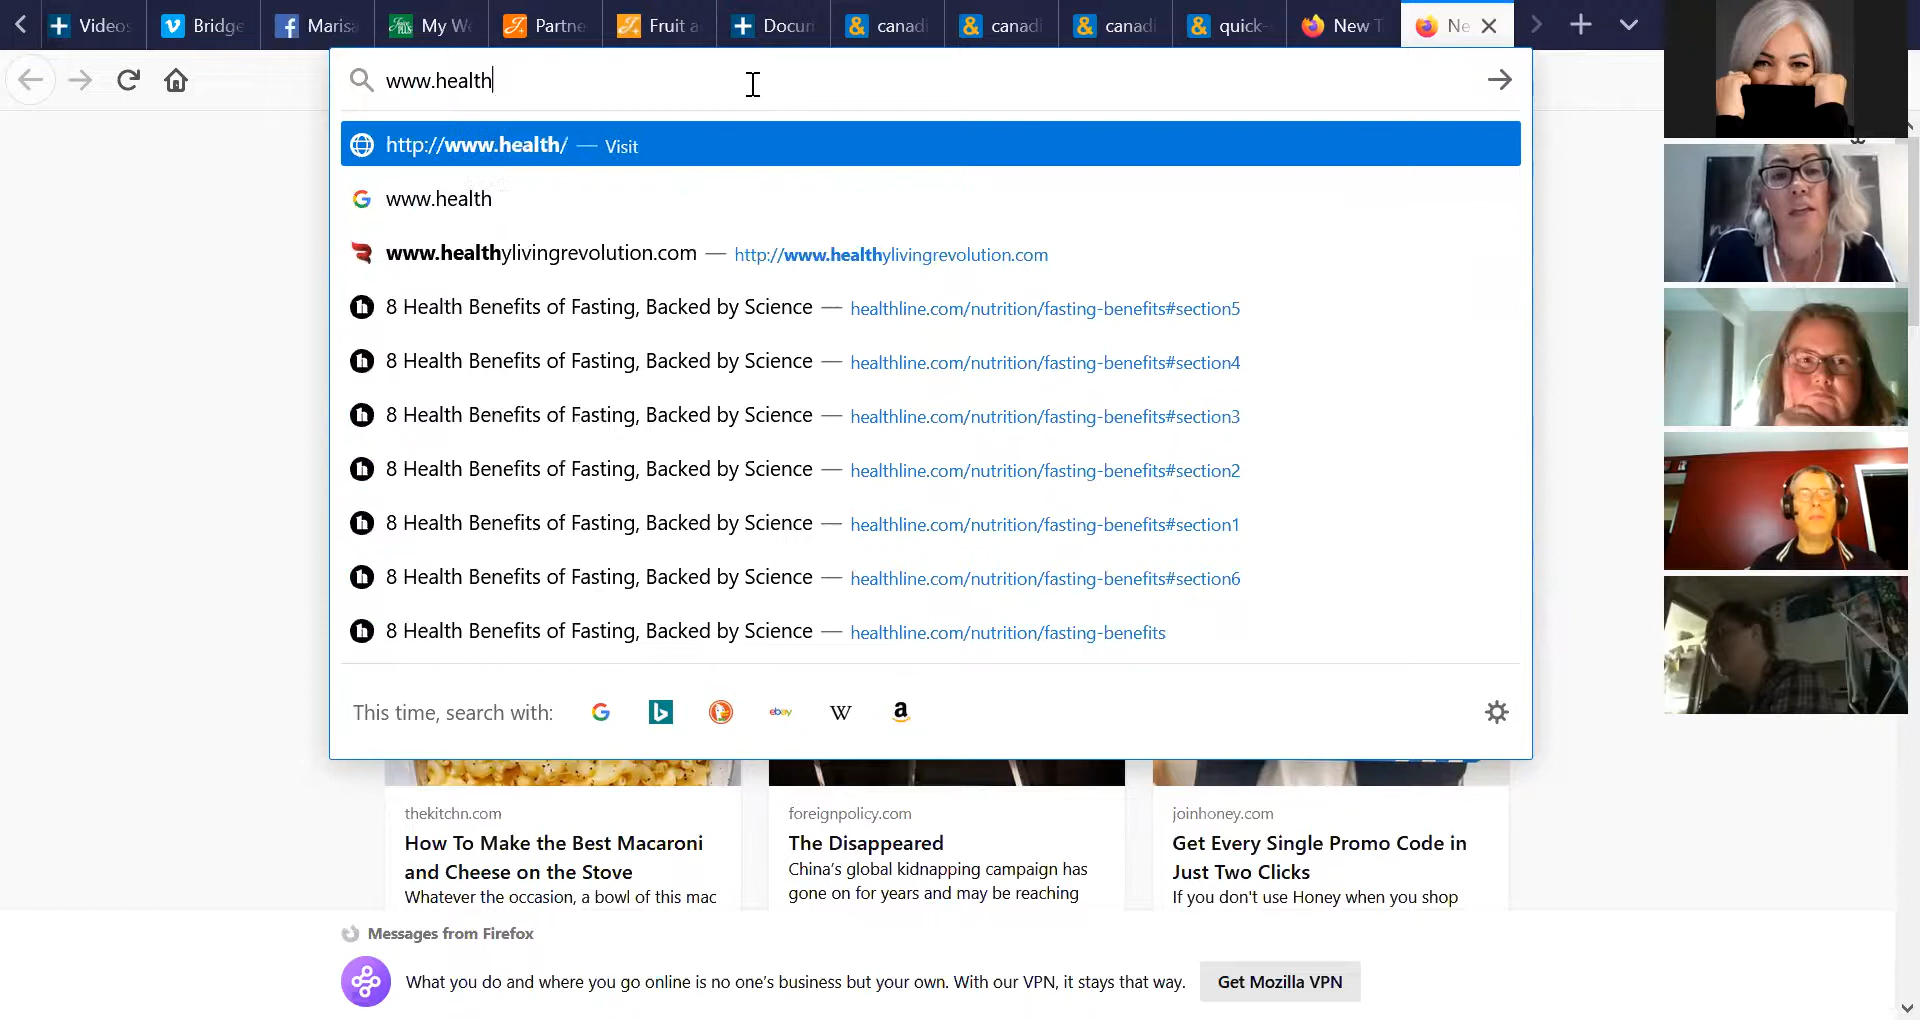 Videos
Bridge
Marisa
My We
Partne
Fruit a
Docum
canadi
canadi
canadi
quick-
New T
Ne
www.health
http://www.health/ — Visit
www.health
www.healthylivingrevolution.com — http://www.healthylivingrevolution.com
8 Health Benefits of Fasting, Backed by Science — healthline.com/nutrition/fasting-benefits#section5
8 Health Benefits of Fasting, Backed by Science — healthline.com/nutrition/fasting-benefits#section4
8 Health Benefits of Fasting, Backed by Science — healthline.com/nutrition/fasting-benefits#section3
8 Health Benefits of Fasting, Backed by Science — healthline.com/nutrition/fasting-benefits#section2
8 Health Benefits of Fasting, Backed by Science — healthline.com/nutrition/fasting-benefits#section1
8 Health Benefits of Fasting, Backed by Science — healthline.com/nutrition/fasting-benefits#section6
8 Health Benefits of Fasting, Backed by Science — healthline.com/nutrition/fasting-benefits
This time, search with:
ebay
W
a
thekitchn.com
How To Make the Best Macaroni
and Cheese on the Stove
Whatever the occasion, a bowl of this mac
foreignpolicy.com
The Disappeared
China's global kidnapping campaign has
gone on for years and may be reaching
joinhoney.com
Get Every Single Promo Code in
Just Two Clicks
If you don't use Honey when you shop
Messages from Firefox
What you do and where you go online is no one's business but your own. With our VPN, it stays that way.
Get Mozilla VPN